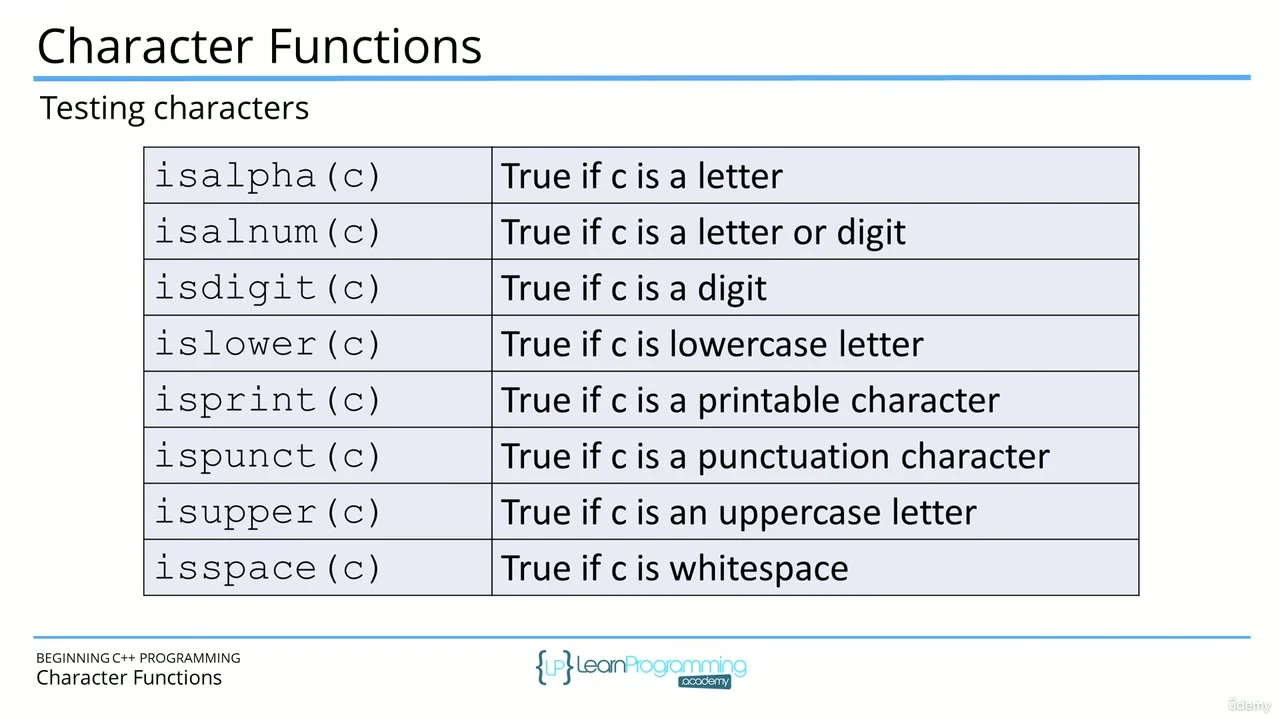 Character Functions
Testing characters
isalpha(c) True if c is a letter
isalnum(c) True if c is a letter or digit
isdigit(c) True if c is a digit
islower(c) True if c is lowercase letter
isprint(c) True if c is a printable character
ispunct(c) True if c is a punctuation character
isupper(c) True if c is an uppercase letter
isspace(c) True if c is whitespace
BEGINNING C++ PROGRAMMING
Character Functions
{LP} LearnProgramming
.academy
ûdemy